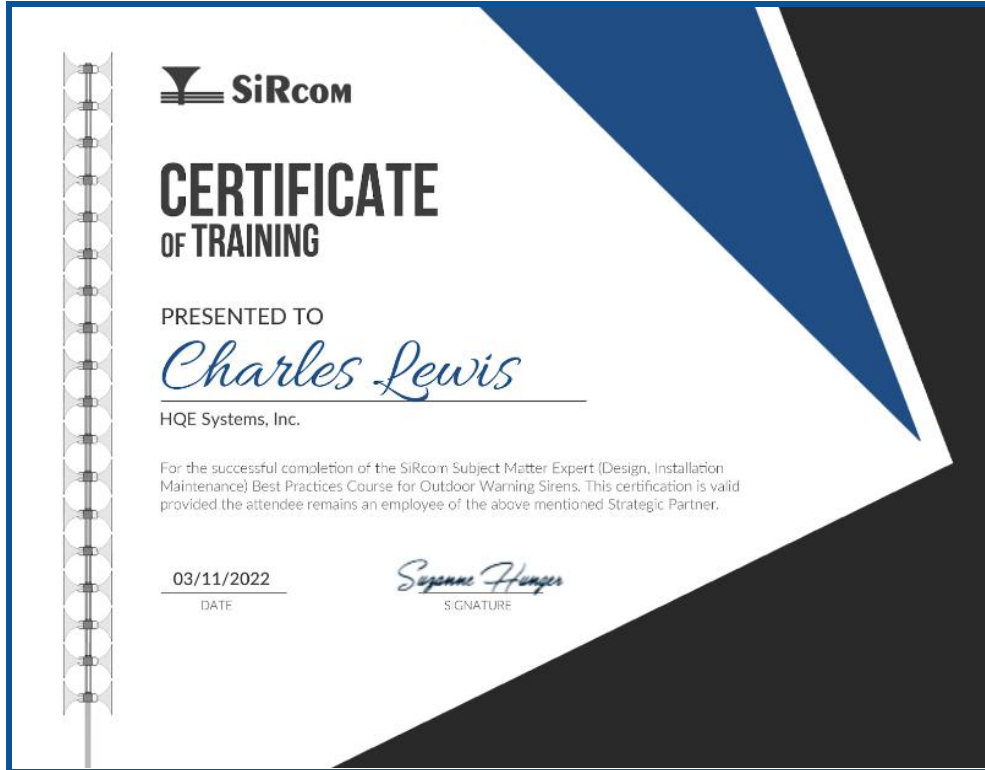 SiRcom
CERTIFICATE
OF TRAINING
PRESENTED TO
Charles Lewis
HQE Systems, Inc.
For the successful completion of the SiRcom Subject Matter Expert (Design, Installation
Maintenance) Best Practices Course for Outdoor Warning Sirens. This certification is valid
provided the attendee remains an employee of the above mentioned Strategic Partner.
03/11/2022
DATE
Suzanne Hunger
SIGNATURE